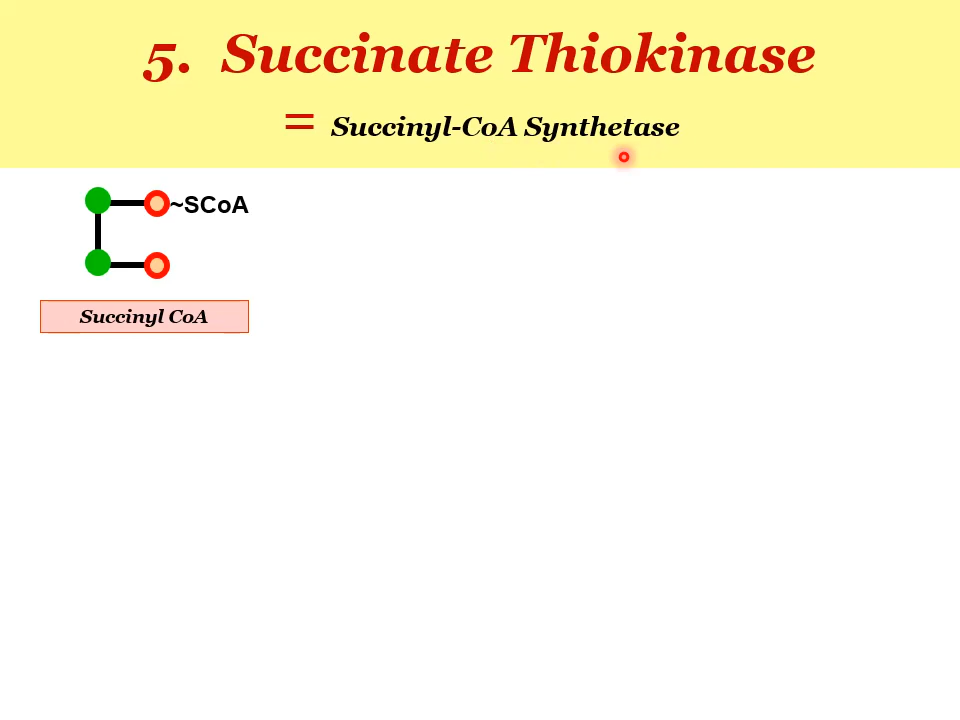 5. Succinate Thiokinase
= Succinyl-CoA Synthetase
~SCoA
Succinyl CoA